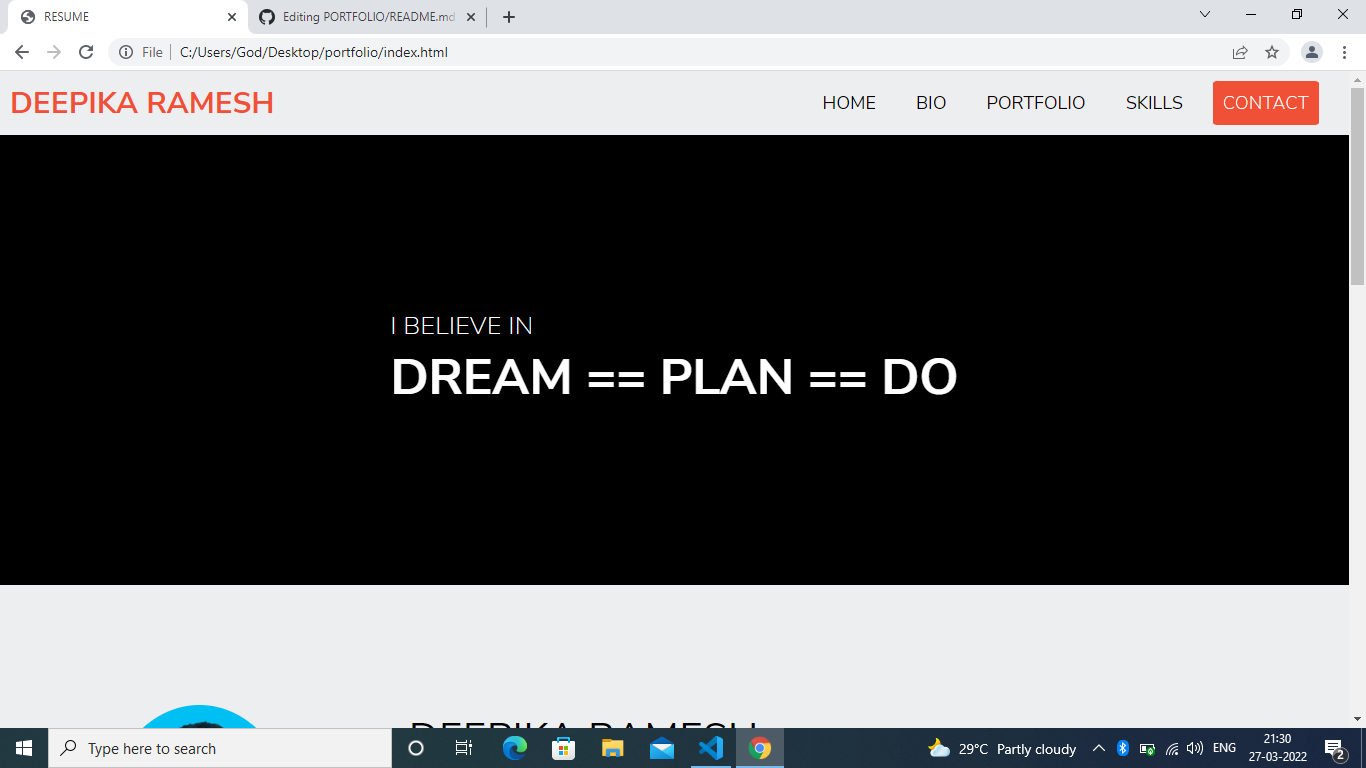 RESUME
Editing PORTFOLIO/README.md
File C:/Users/God/Desktop/portfolio/index.html
DEEPIKA RAMESH
HOME BIO PORTFOLIO SKILLS CONTACT
I BELIEVE IN
DREAM == PLAN == DO
DEEPIKA RAMESH
Type here to search
29°C Partly cloudy
ENG
21:30
27-03-2022
2